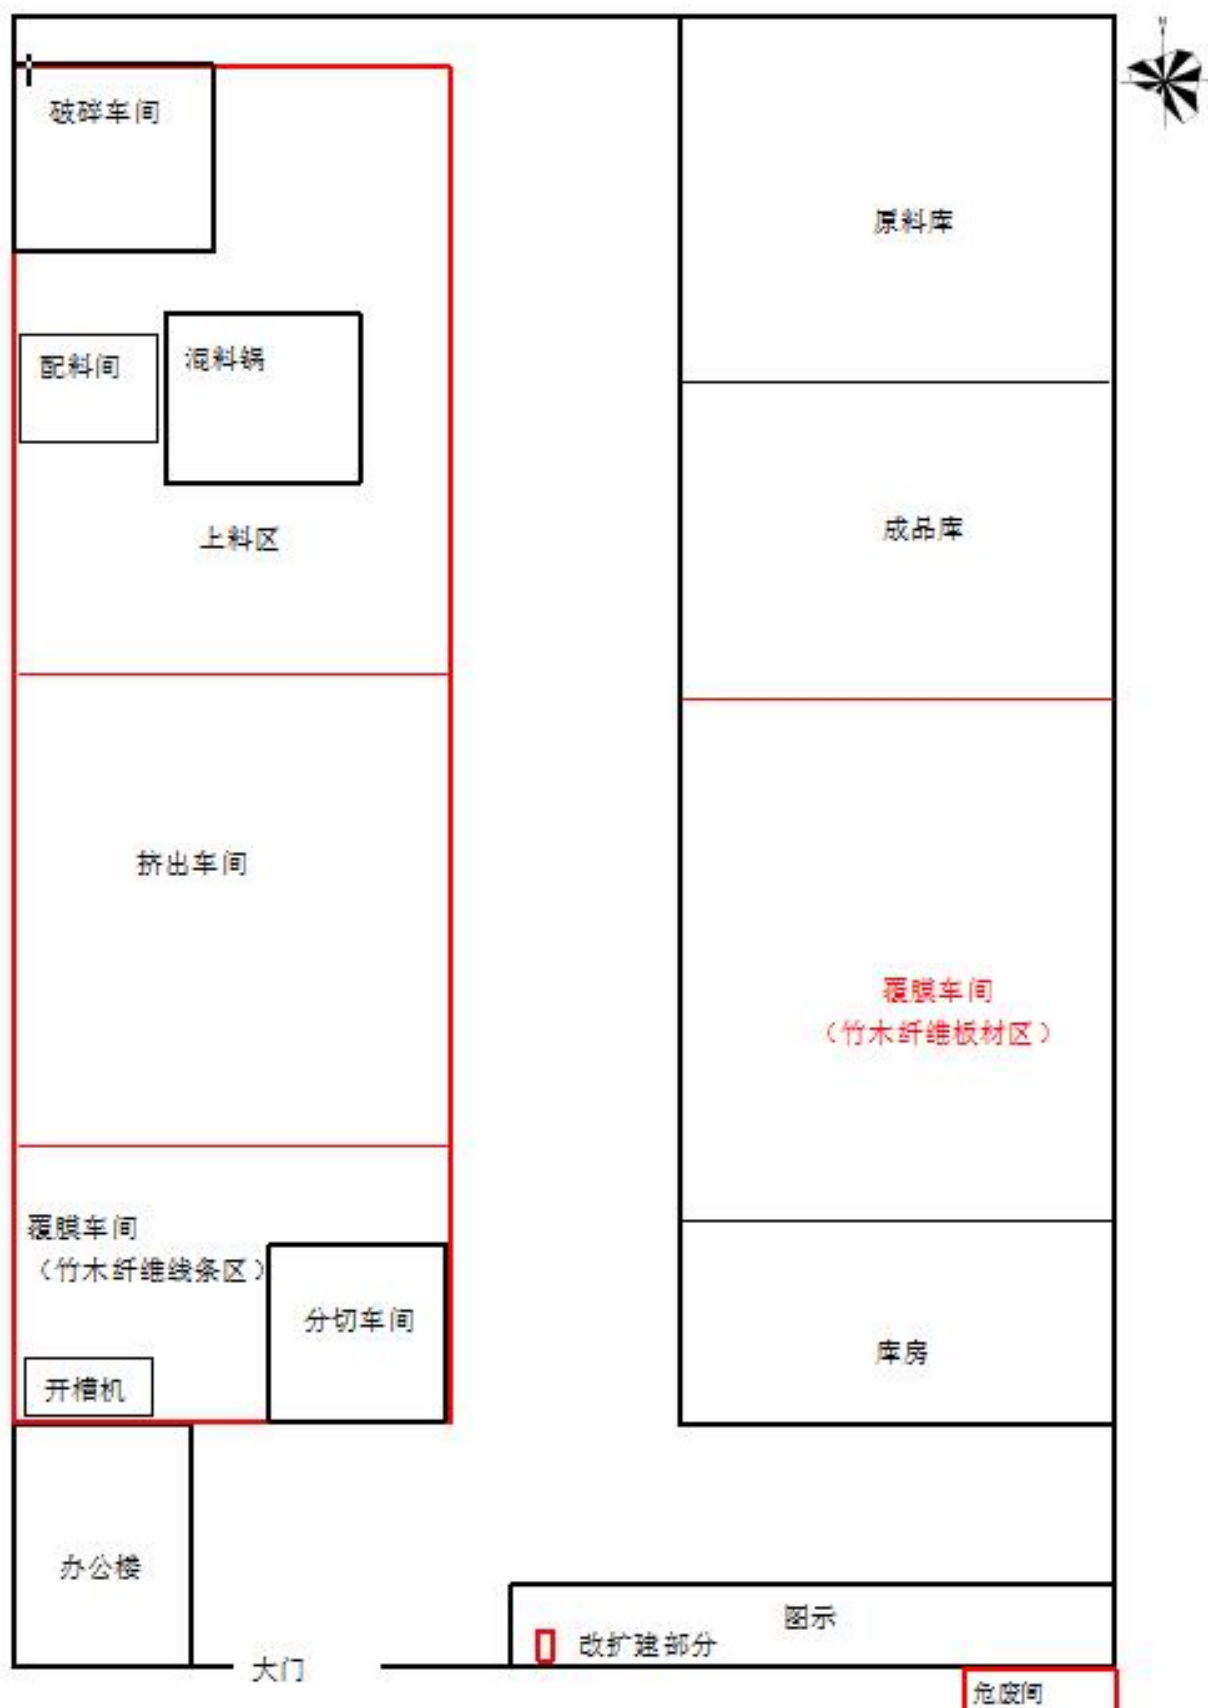 N
破碎车间
原料库
配料间
混料锅
上料区
成品库
挤出车间
覆膜车间
（竹木纤维板材区）
覆膜车间
（竹木纤维线条区）
分切车间
库房
开槽机
办公楼
图示
改扩建部分
大门
危废间